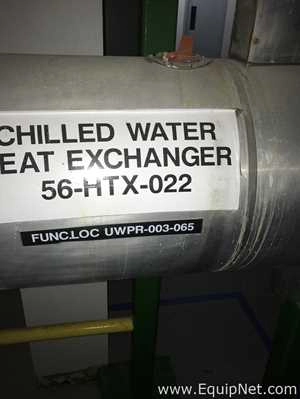 CHILLED WATER
EAT EXCHANGER
56-HTX-022
FUNC.LOC UWPR-003-065
www.EquipNet.com